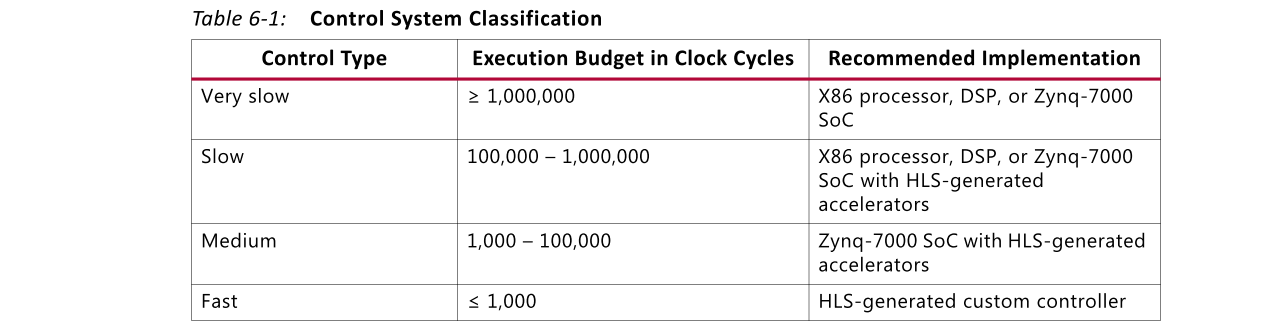 Table 6-1: Control System Classification
Control Type Execution Budget in Clock Cycles Recommended Implementation
Very slow ≥ 1,000,000 X86 processor, DSP, or Zynq-7000
SoC
Slow 100,000 – 1,000,000 X86 processor, DSP, or Zynq-7000
SoC with HLS-generated
accelerators
Medium 1,000 – 100,000 Zynq-7000 SoC with HLS-generated
accelerators
Fast ≤ 1,000 HLS-generated custom controller